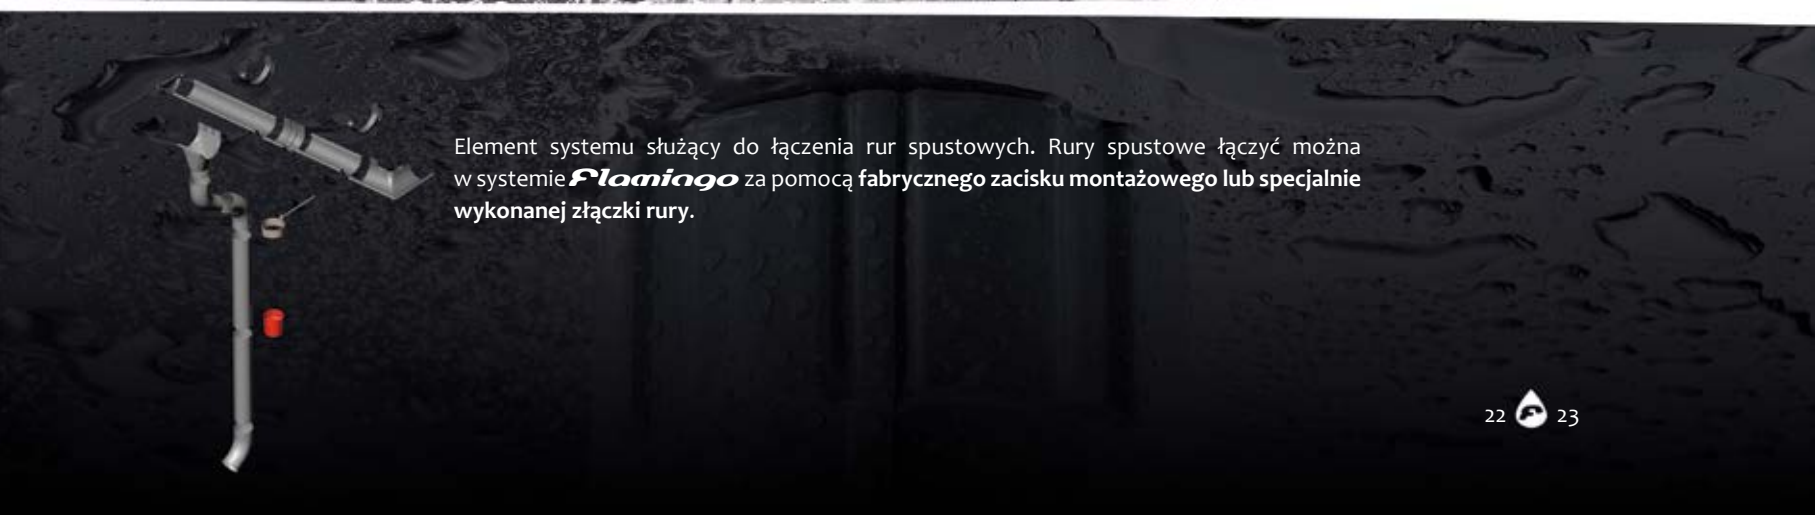 Element systemu służący do łączenia rur spustowych. Rury spustowe łączyć można
w systemie Flamingo za pomocą fabrycznego zacisku montażowego lub specjalnie
wykonanej złączki rury.
22 F 23